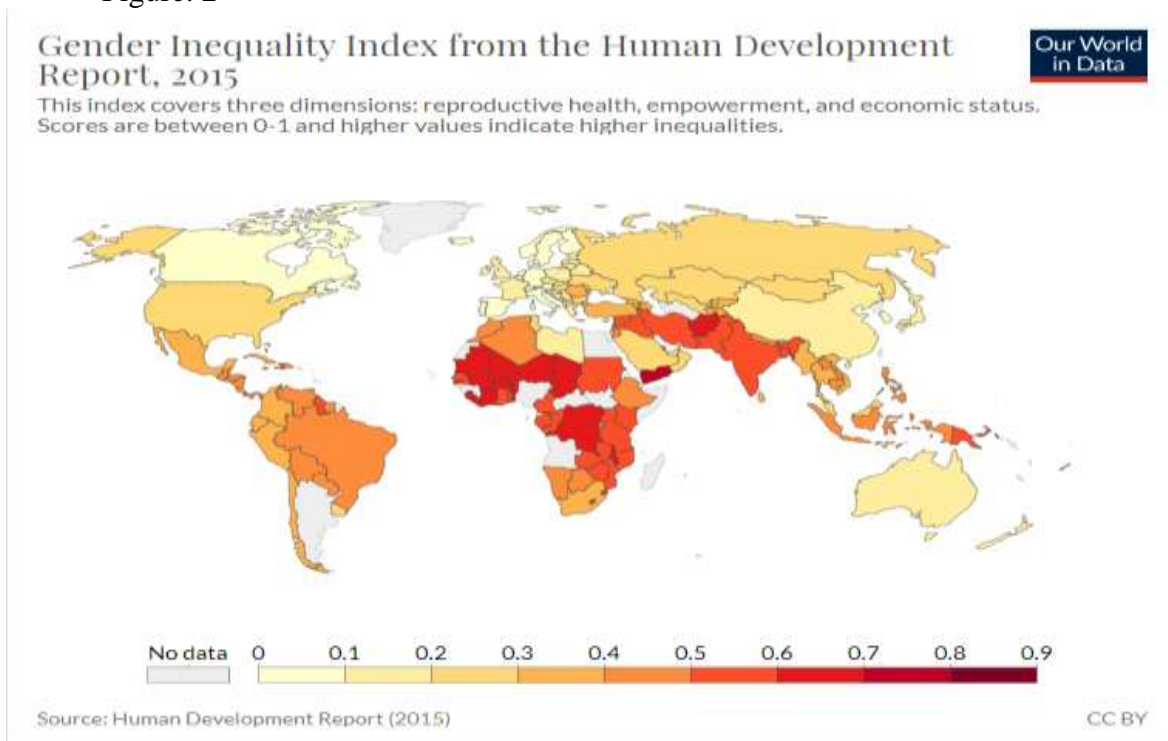 Figure: 2
Gender Inequality Index from the Human Development
Report, 2015
Our World
in Data
This index covers three dimensions: reproductive health, empowerment, and economic status.
Scores are between 0-1 and higher values indicate higher inequalities.
No data 0 0.1 0.2 0.3 0.4 0.5 0.6 0.7 0.8 0.9
Source: Human Development Report (2015)
CC BY